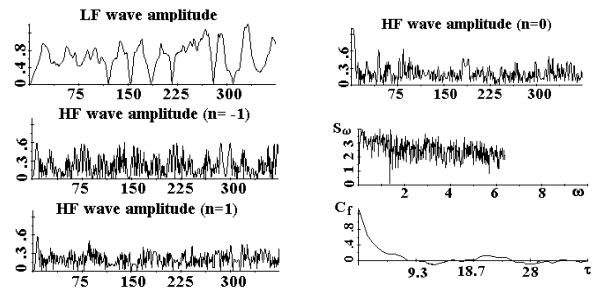 LF wave amplitude
0 .4 .8
75 150 225 300
HF wave amplitude (n= -1)
0 .3 .6
75 150 225 300
HF wave amplitude (n=1)
0 .3 .6
75 150 225 300
HF wave amplitude (n=0)
0 .3 .6
75 150 225 300
Sε
0 1 2 3
2 4 6 8 ω
Cf
0 .4 .8
9.3 18.7 28 τ